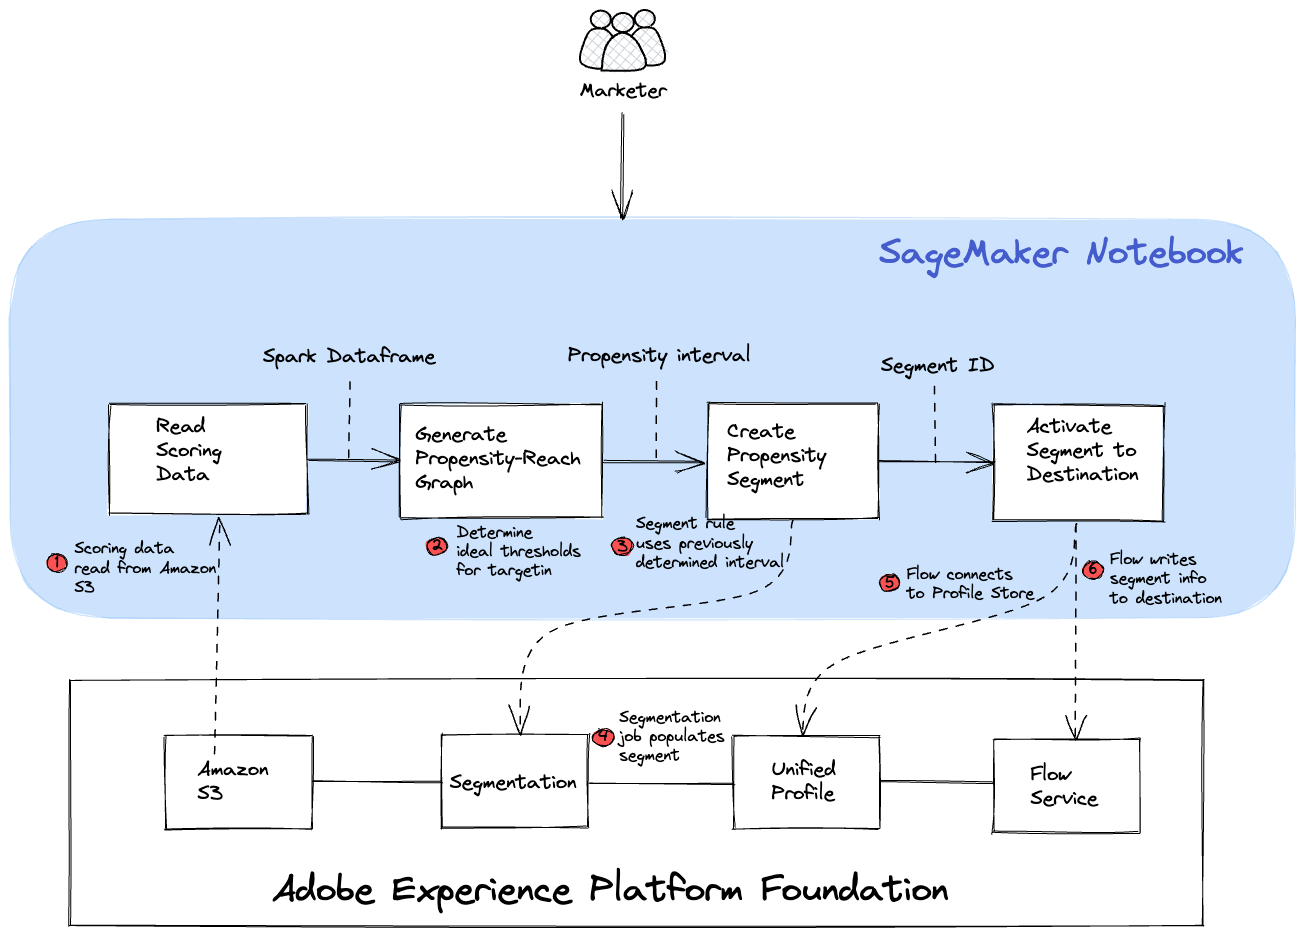 Marketer
SageMaker Notebook
Spark Dataframe
Propensity interval
Segment ID
Read
Scoring
Data
Generate
Propensity-Reach
Graph
Create
Propensity
Segment
Activate
Segment to
Destination
1
Scoring data
read from Amazon
S3
2
Determine
ideal thresholds
for targetin
3
Segment rule
uses previously
determined interval
5
Flow connects
to Profile Store
6
Flow writes
segment info
to destination
4
Segmentation
job populates
segment
Amazon
S3
Segmentation
Unified
Profile
Flow
Service
Adobe Experience Platform Foundation